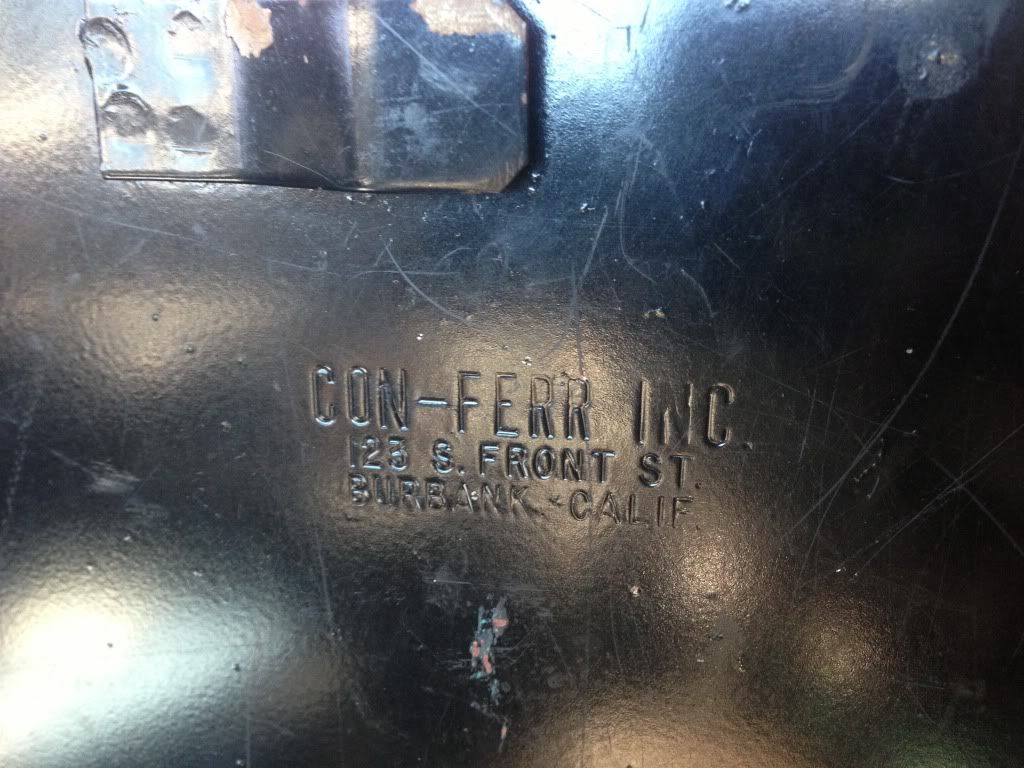 CON-FERR INC.
123 S. FRONT ST.
BURBANK. CALIF